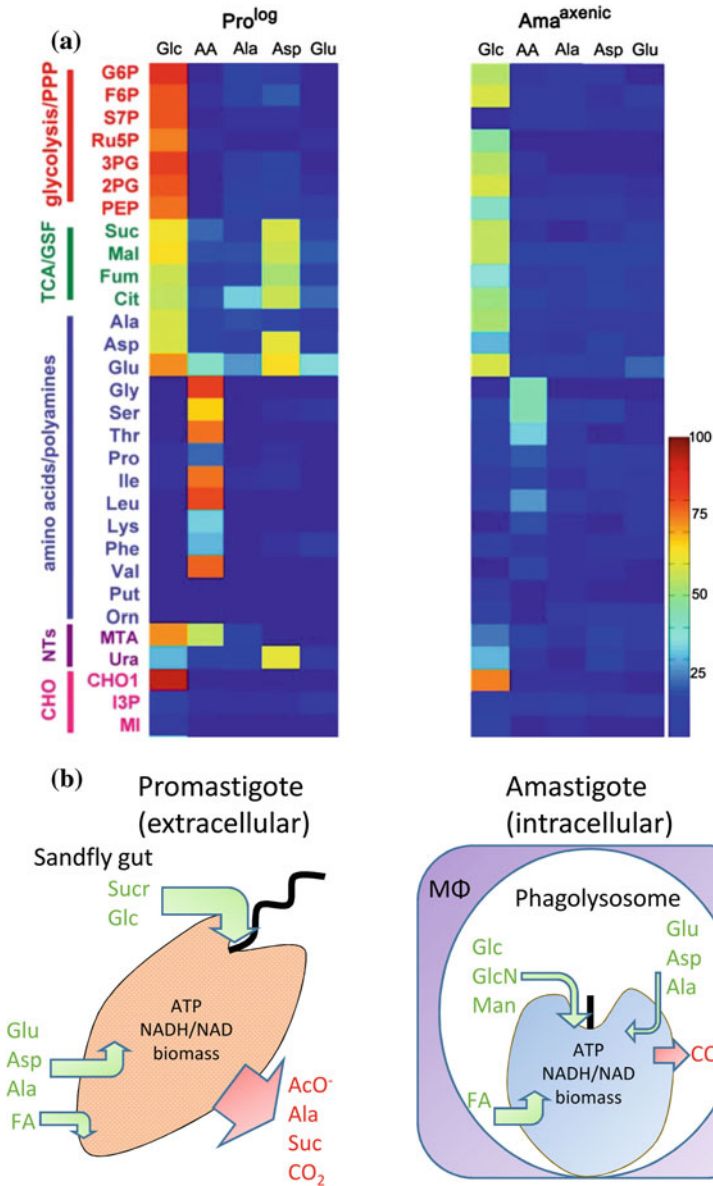 (a)
Pro^log
Ama^axenic
Glc AA Ala Asp Glu
Glc AA Ala Asp Glu
glycolysis/PPP
G6P
F6P
S7P
Ru5P
3PG
2PG
PEP
TCA/GSF
Suc
Mal
Fum
Cit
amino acids/polyamines
Ala
Asp
Glu
Gly
Ser
Thr
Pro
Ile
Leu
Lys
Phe
Val
Put
Orn
NTs
MTA
Ura
CHO
CHO1
I3P
MI
100
75
50
25
(b)
Promastigote
(extracellular)
Sandfly gut
Sucr
Glc
ATP
NADH/NAD
biomass
Glu
Asp
Ala
FA
AcO⁻
Ala
Suc
CO₂
Amastigote
(intracellular)
MΦ
Phagolysosome
Glc
GlcN
Man
Glu
Asp
Ala
ATP
NADH/NAD
biomass
FA
CO